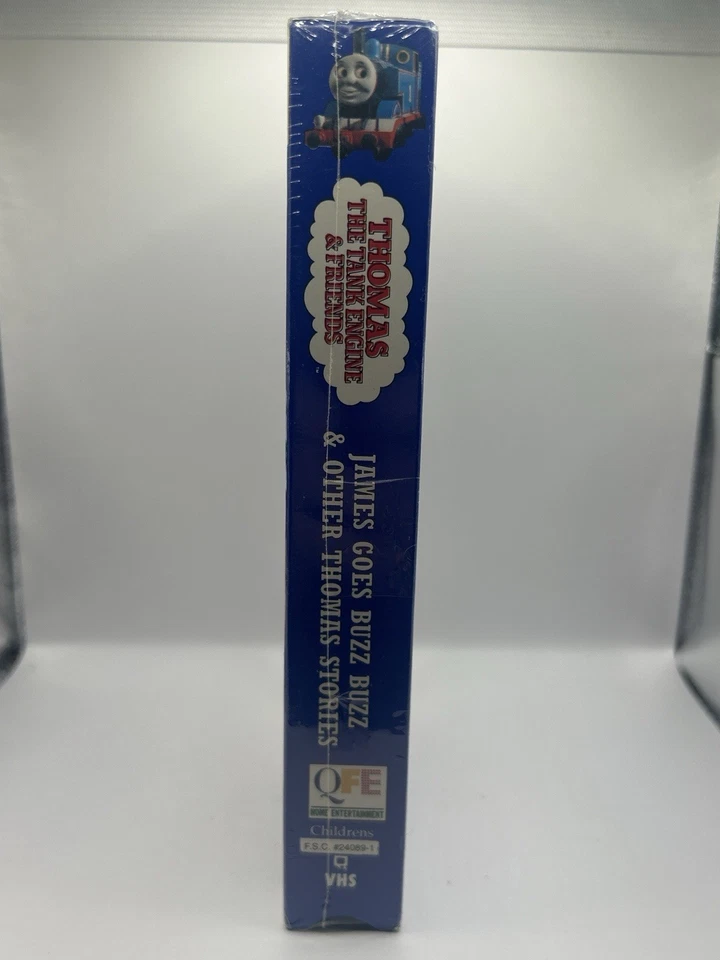 THOMAS
THE TANK ENGINE
& FRIENDS
JAMES GOES BUZZ BUZZ
& OTHER THOMAS STORIES
QFE
HOME ENTERTAINMENT
Childrens
F.S.C. #24089-1
VHS